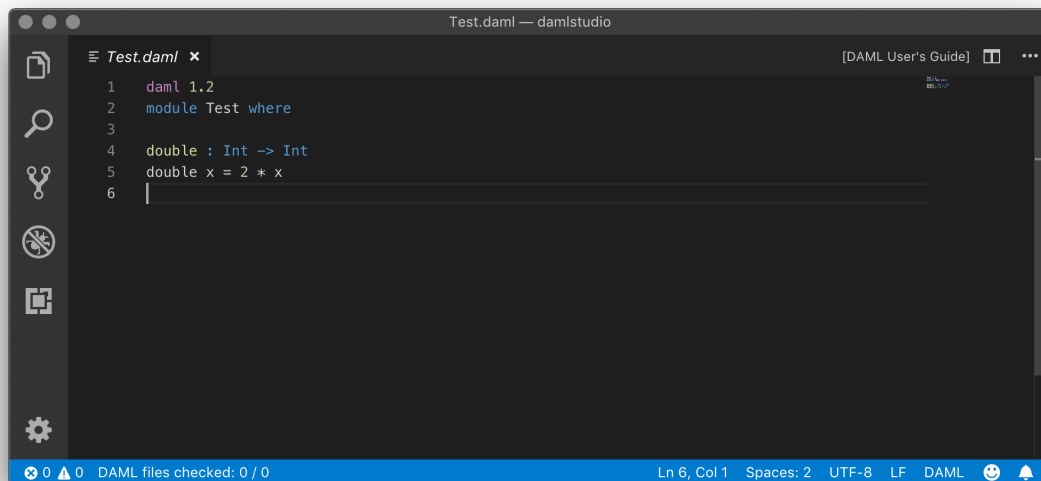 Test.daml — damlstudio
Test.daml ×
[DAML User's Guide]
1 daml 1.2
2 module Test where
3
4 double : Int -> Int
5 double x = 2 * x
6
0 0 DAML files checked: 0 / 0
Ln 6, Col 1 Spaces: 2 UTF-8 LF DAML